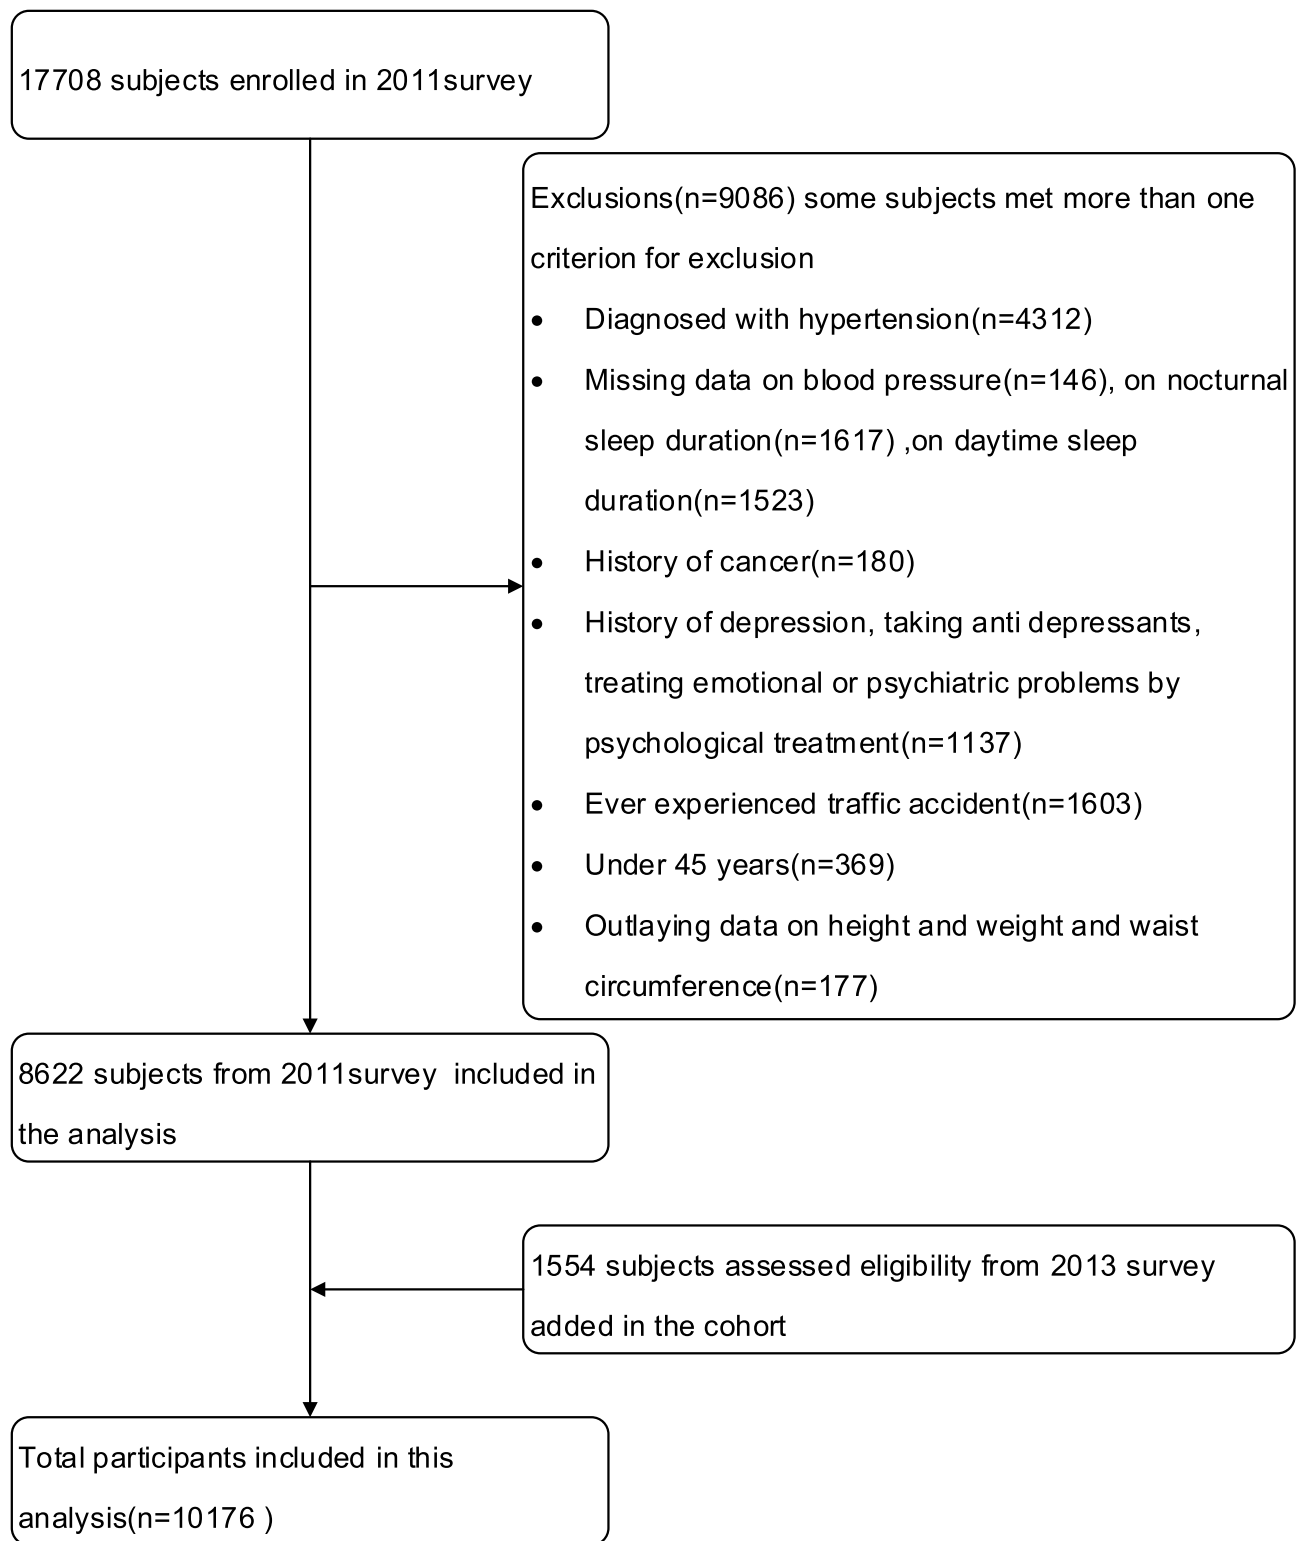 17708 subjects enrolled in 2011survey
Exclusions(n=9086) some subjects met more than one
criterion for exclusion
• Diagnosed with hypertension(n=4312)
• Missing data on blood pressure(n=146), on nocturnal
sleep duration(n=1617) ,on daytime sleep
duration(n=1523)
• History of cancer(n=180)
• History of depression, taking anti depressants,
treating emotional or psychiatric problems by
psychological treatment(n=1137)
• Ever experienced traffic accident(n=1603)
• Under 45 years(n=369)
• Outlaying data on height and weight and waist
circumference(n=177)
8622 subjects from 2011survey  included in
the analysis
1554 subjects assessed eligibility from 2013 survey
added in the cohort
Total participants included in this
analysis(n=10176 )